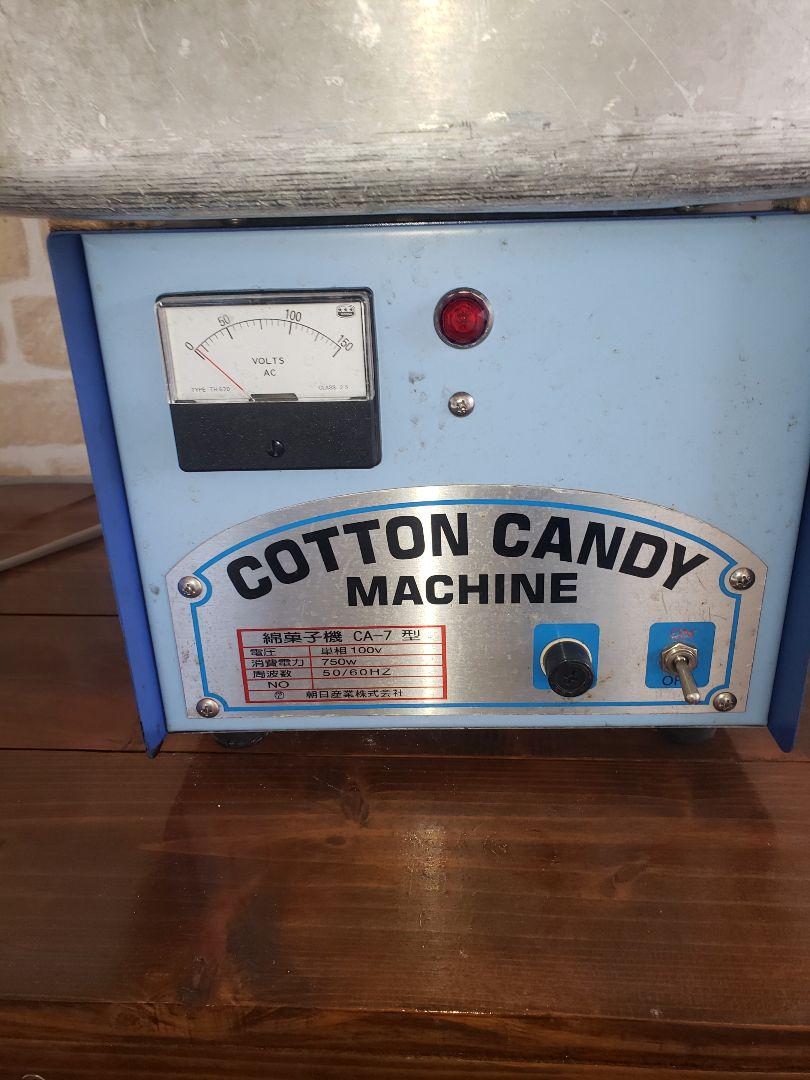 0 50 100 150
VOLTS
AC
TYPE TH-670 CLASS 2.5
COTTON CANDY
MACHINE
綿菓子機 CA-7 型
電圧 単相 100v
消費電力 750w
周波数 50/60HZ
NO
朝日産業株式会社
ON
OFF